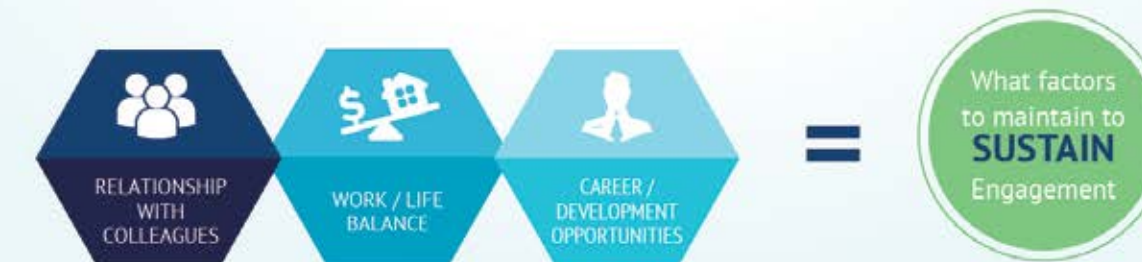 RELATIONSHIP
WITH
COLLEAGUES
WORK / LIFE
BALANCE
$
CAREER /
DEVELOPMENT
OPPORTUNITIES
=
What factors
to maintain to
SUSTAIN
Engagement